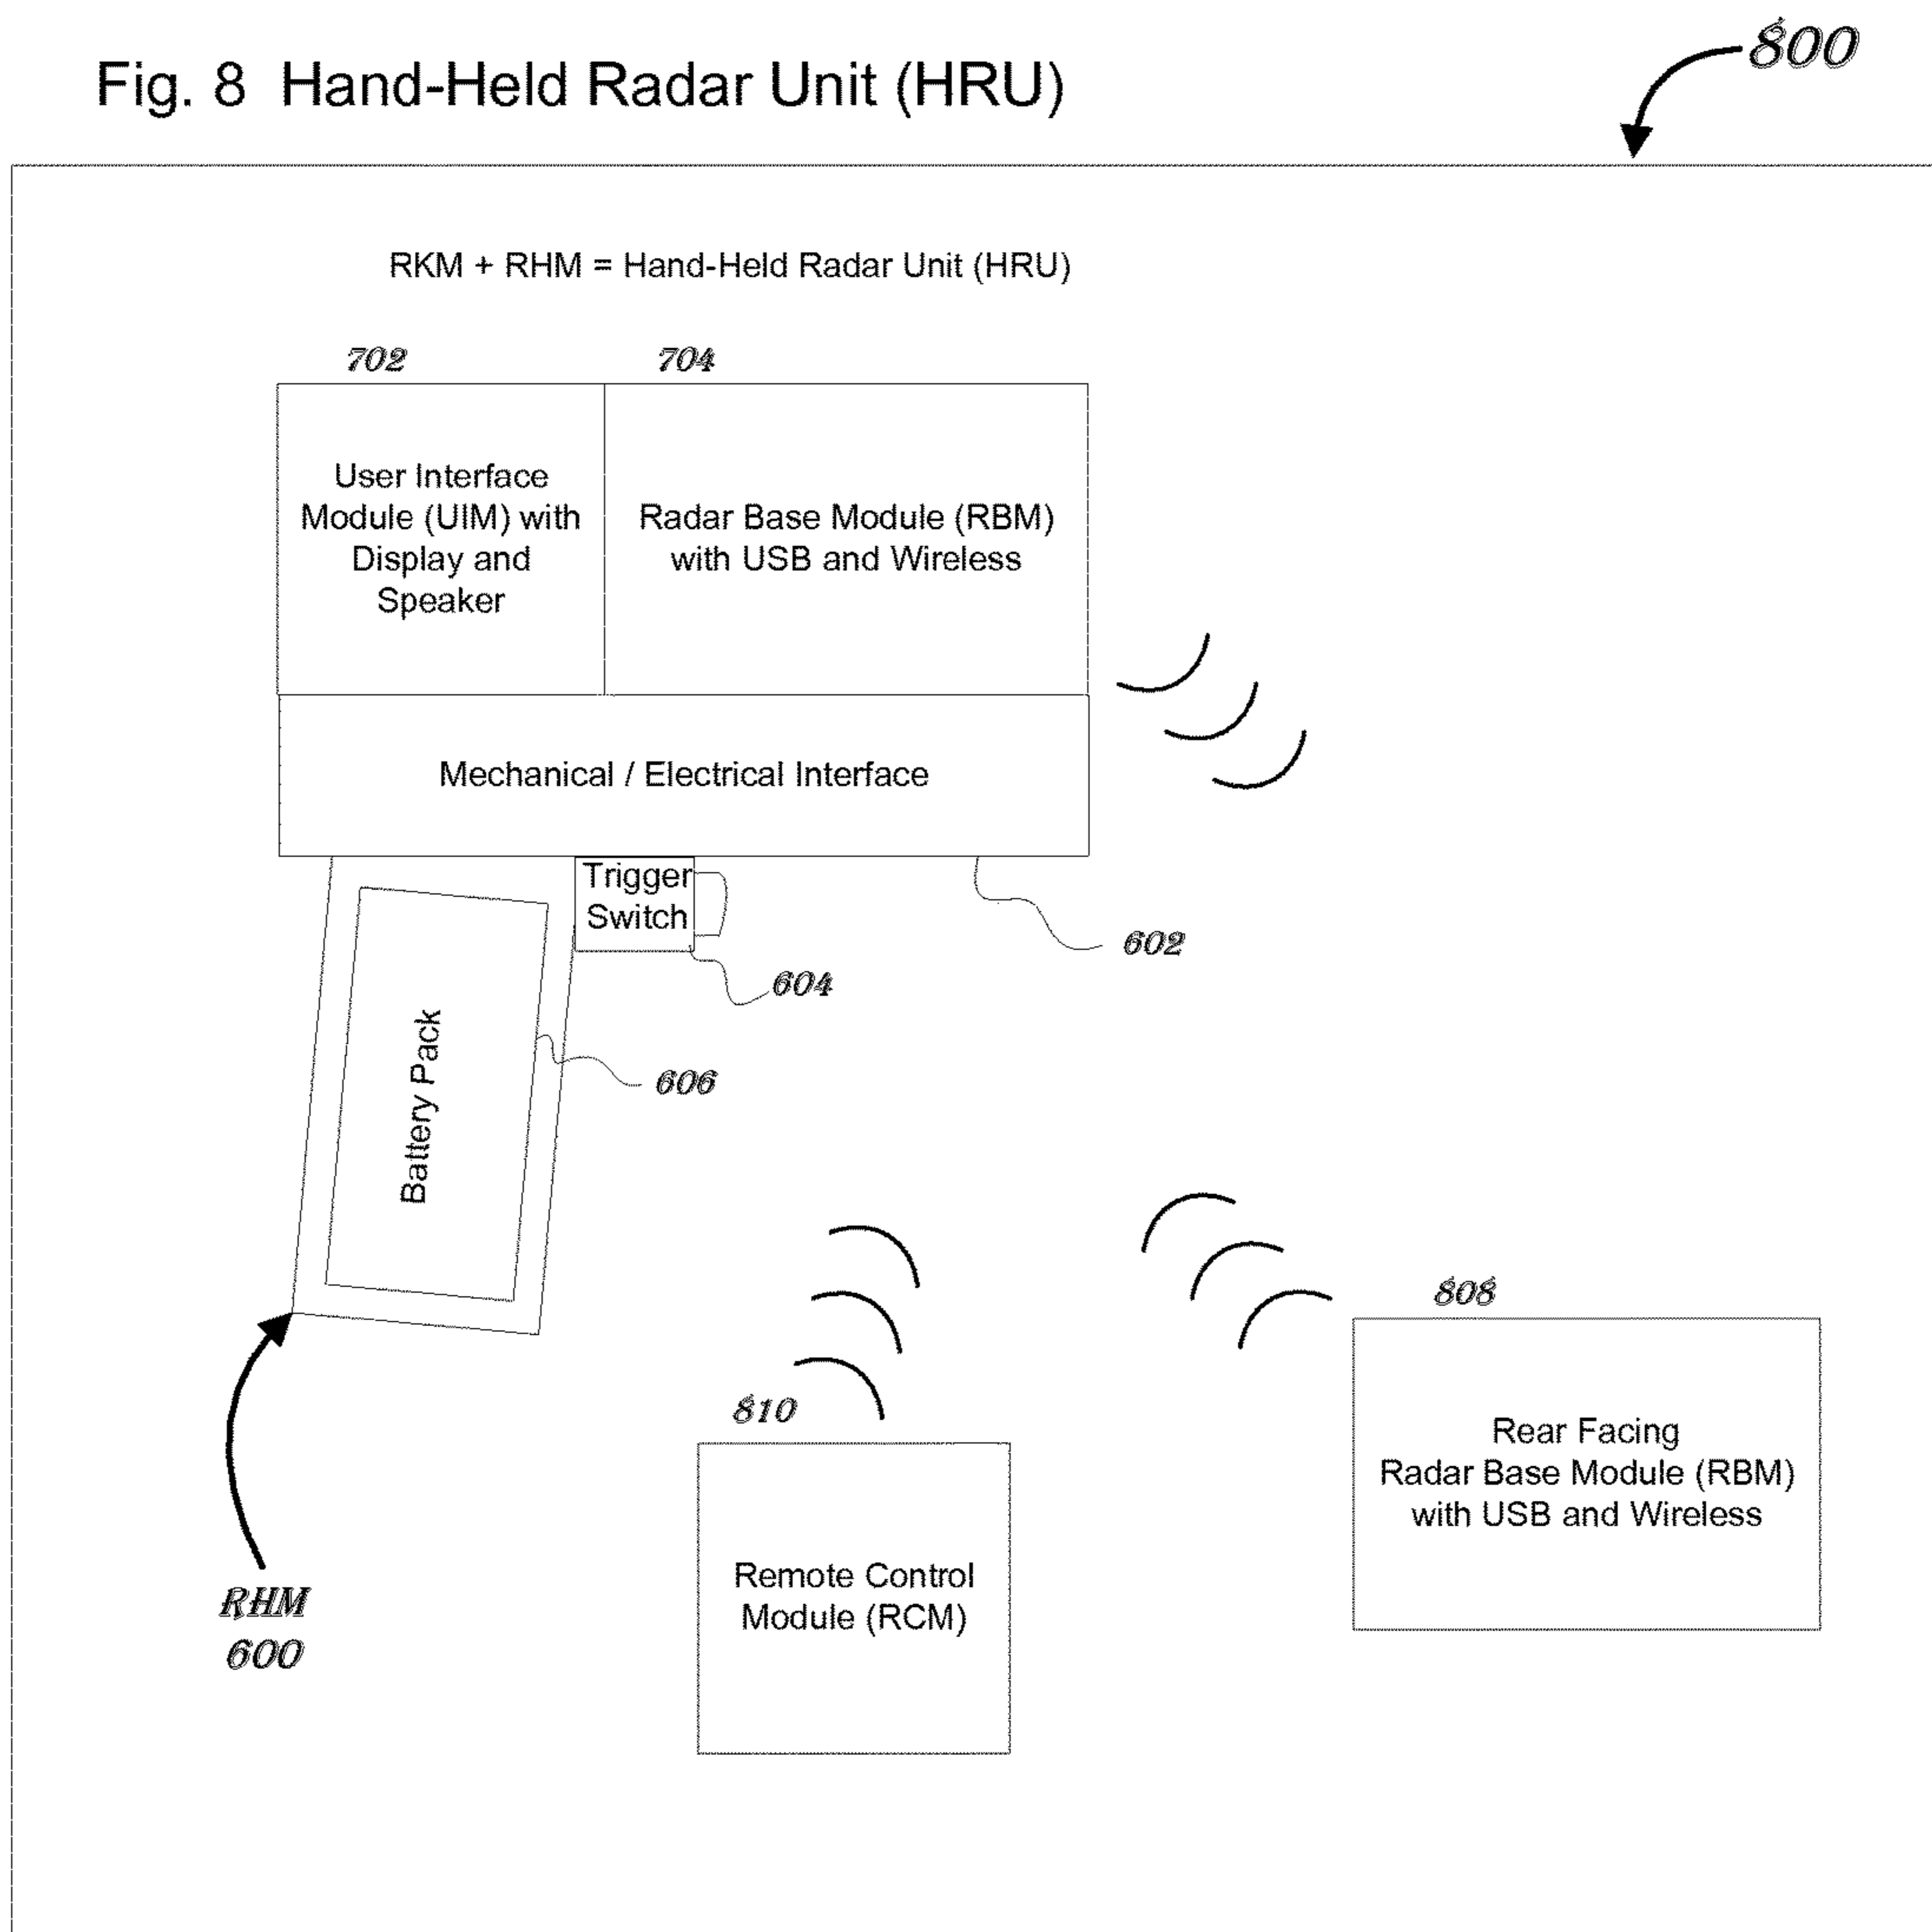 Fig. 8 Hand-Held Radar Unit (HRU)
800
RKM + RHM = Hand-Held Radar Unit (HRU)
702
704
User Interface
Module (UIM) with
Display and
Speaker
Radar Base Module (RBM)
with USB and Wireless
Mechanical / Electrical Interface
Trigger
Switch
602
604
Battery Pack
606
808
810
Rear Facing
Radar Base Module (RBM)
with USB and Wireless
Remote Control
Module (RCM)
RHM
600